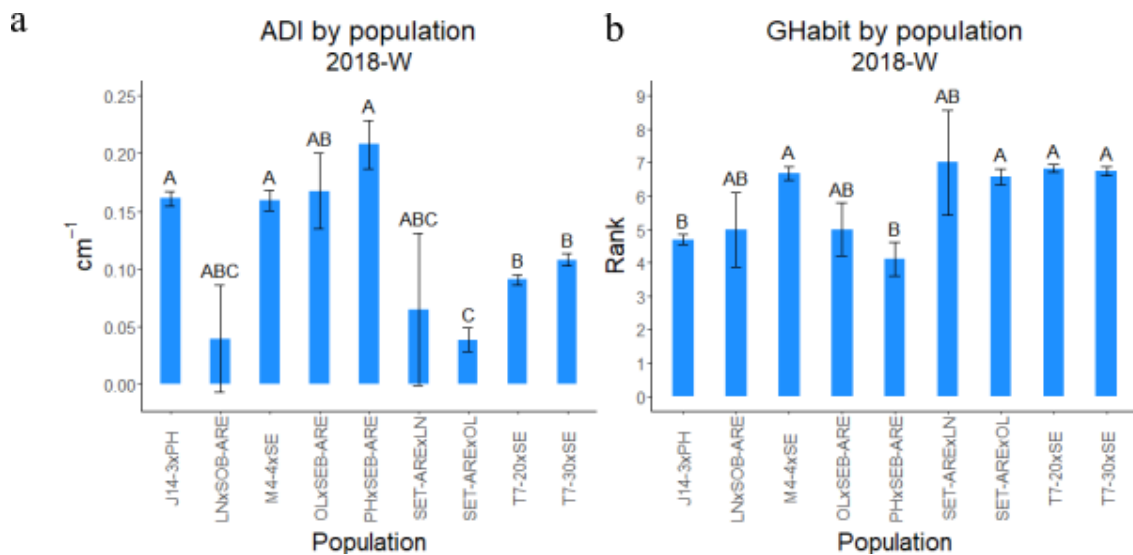 a
ADI by population
2018-W
cm⁻¹
0.25
0.20
0.15
0.10
0.05
0.00
A
ABC
A
AB
A
ABC
C
B
B
J14-3xPH
LNxSOB-ARE
M4-4xSE
OLxSEB-ARE
PHxSEB-ARE
SET-ARExLN
SET-ARExOL
T7-20xSE
T7-30xSE
Population
b
GHabit by population
2018-W
Rank
9
8
7
6
5
4
3
2
1
0
B
AB
A
AB
B
AB
A
A
A
J14-3xPH
LNxSOB-ARE
M4-4xSE
OLxSEB-ARE
PHxSEB-ARE
SET-ARExLN
SET-ARExOL
T7-20xSE
T7-30xSE
Population